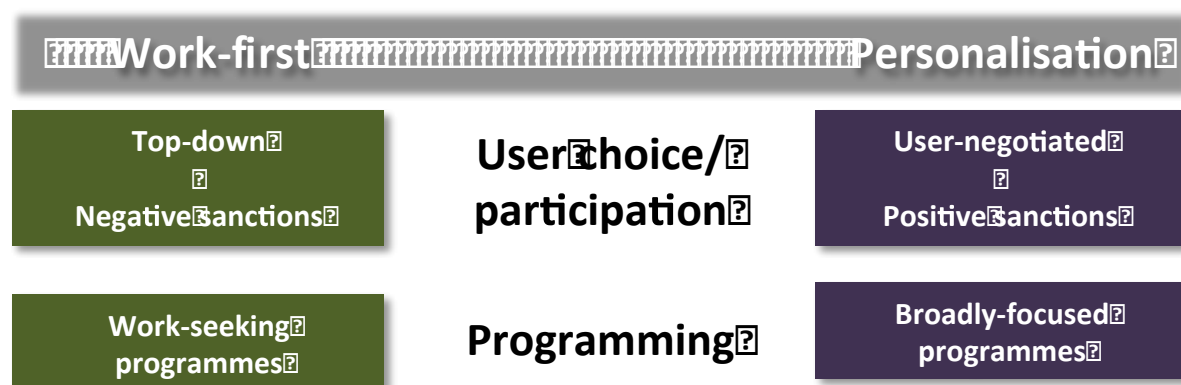 Work-first Personalisation
Top-down
Negative sanctions
User choice/
participation
User-negotiated
Positive sanctions
Work-seeking
programmes
Programming
Broadly-focused
programmes